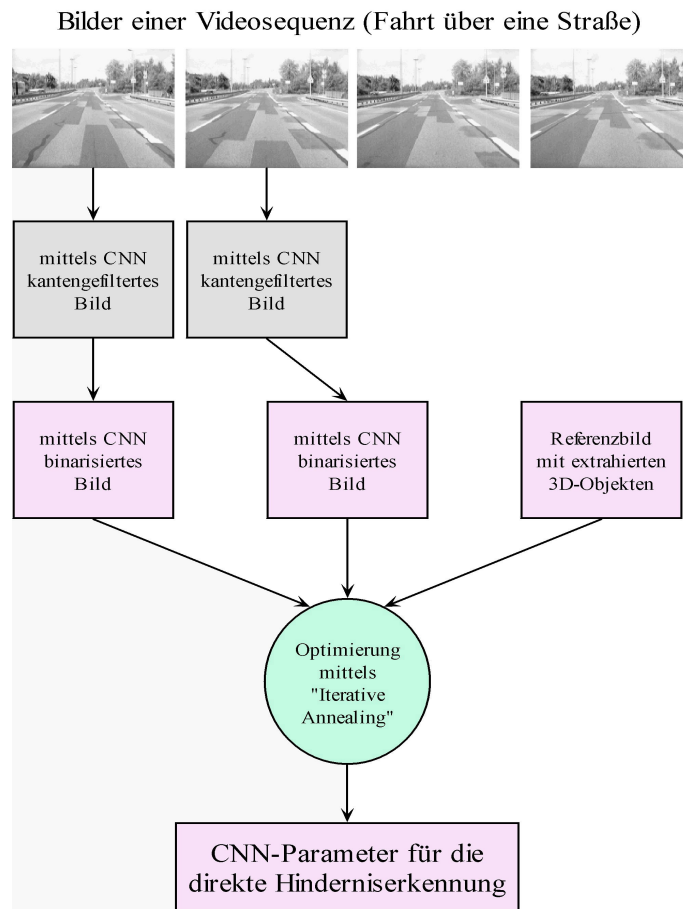 Bilder einer Videosequenz (Fahrt über eine Straße)
mittels CNN
kantengefiltertes
Bild
mittels CNN
kantengefiltertes
Bild
mittels CNN
binarisiertes
Bild
mittels CNN
binarisiertes
Bild
Referenzbild
mit extrahierten
3D-Objekten
Optimierung
mittels
"Iterative
Annealing"
CNN-Parameter für die
direkte Hinderniserkennung